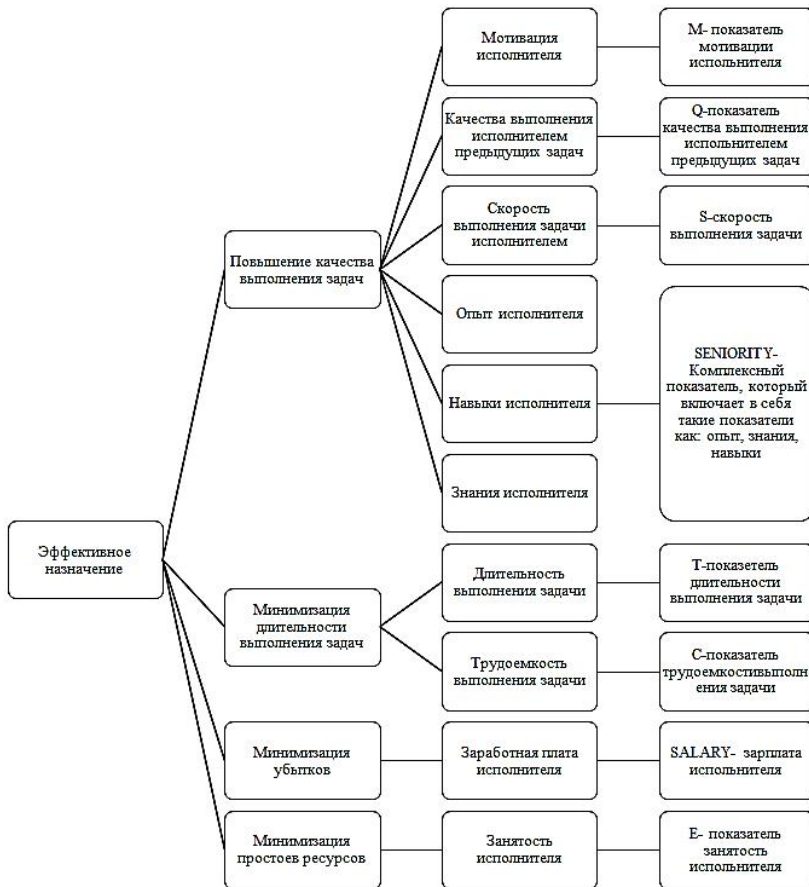 Мотивация
исполнителя
М- показатель
мотивации
испольнителя
Качества выполнения
исполнителем
предыдущих задач
Q-показатель
качества выполнения
испольнителем
предыдущих задач
Скорость
выполнения задачи
исполнителем
S-скорость
выполнения задачи
Повышение качества
выполнения задач
Опыт исполнителя
Навыки исполнителя
SENIORITY-
Комплексный
показатель, который
включает в себя
такие показатели
как: опыт, знания,
навыки
Знания исполнителя
Эффективное
назначение
Минимизация
длительности
выполнения задач
Длительность
выполнения задачи
Т-показетель
длительности
выполнения задачи
Трудоемкость
выполнения задачи
С-показатель
трудоемкостивыполн
ения задачи
Минимизация
убытков
Заработная плата
исполнителя
SALARY- зарплата
испольнителя
Минимизация
простоев ресурсов
Занятость
исполнителя
Е- показатель
занятость
испольнителя